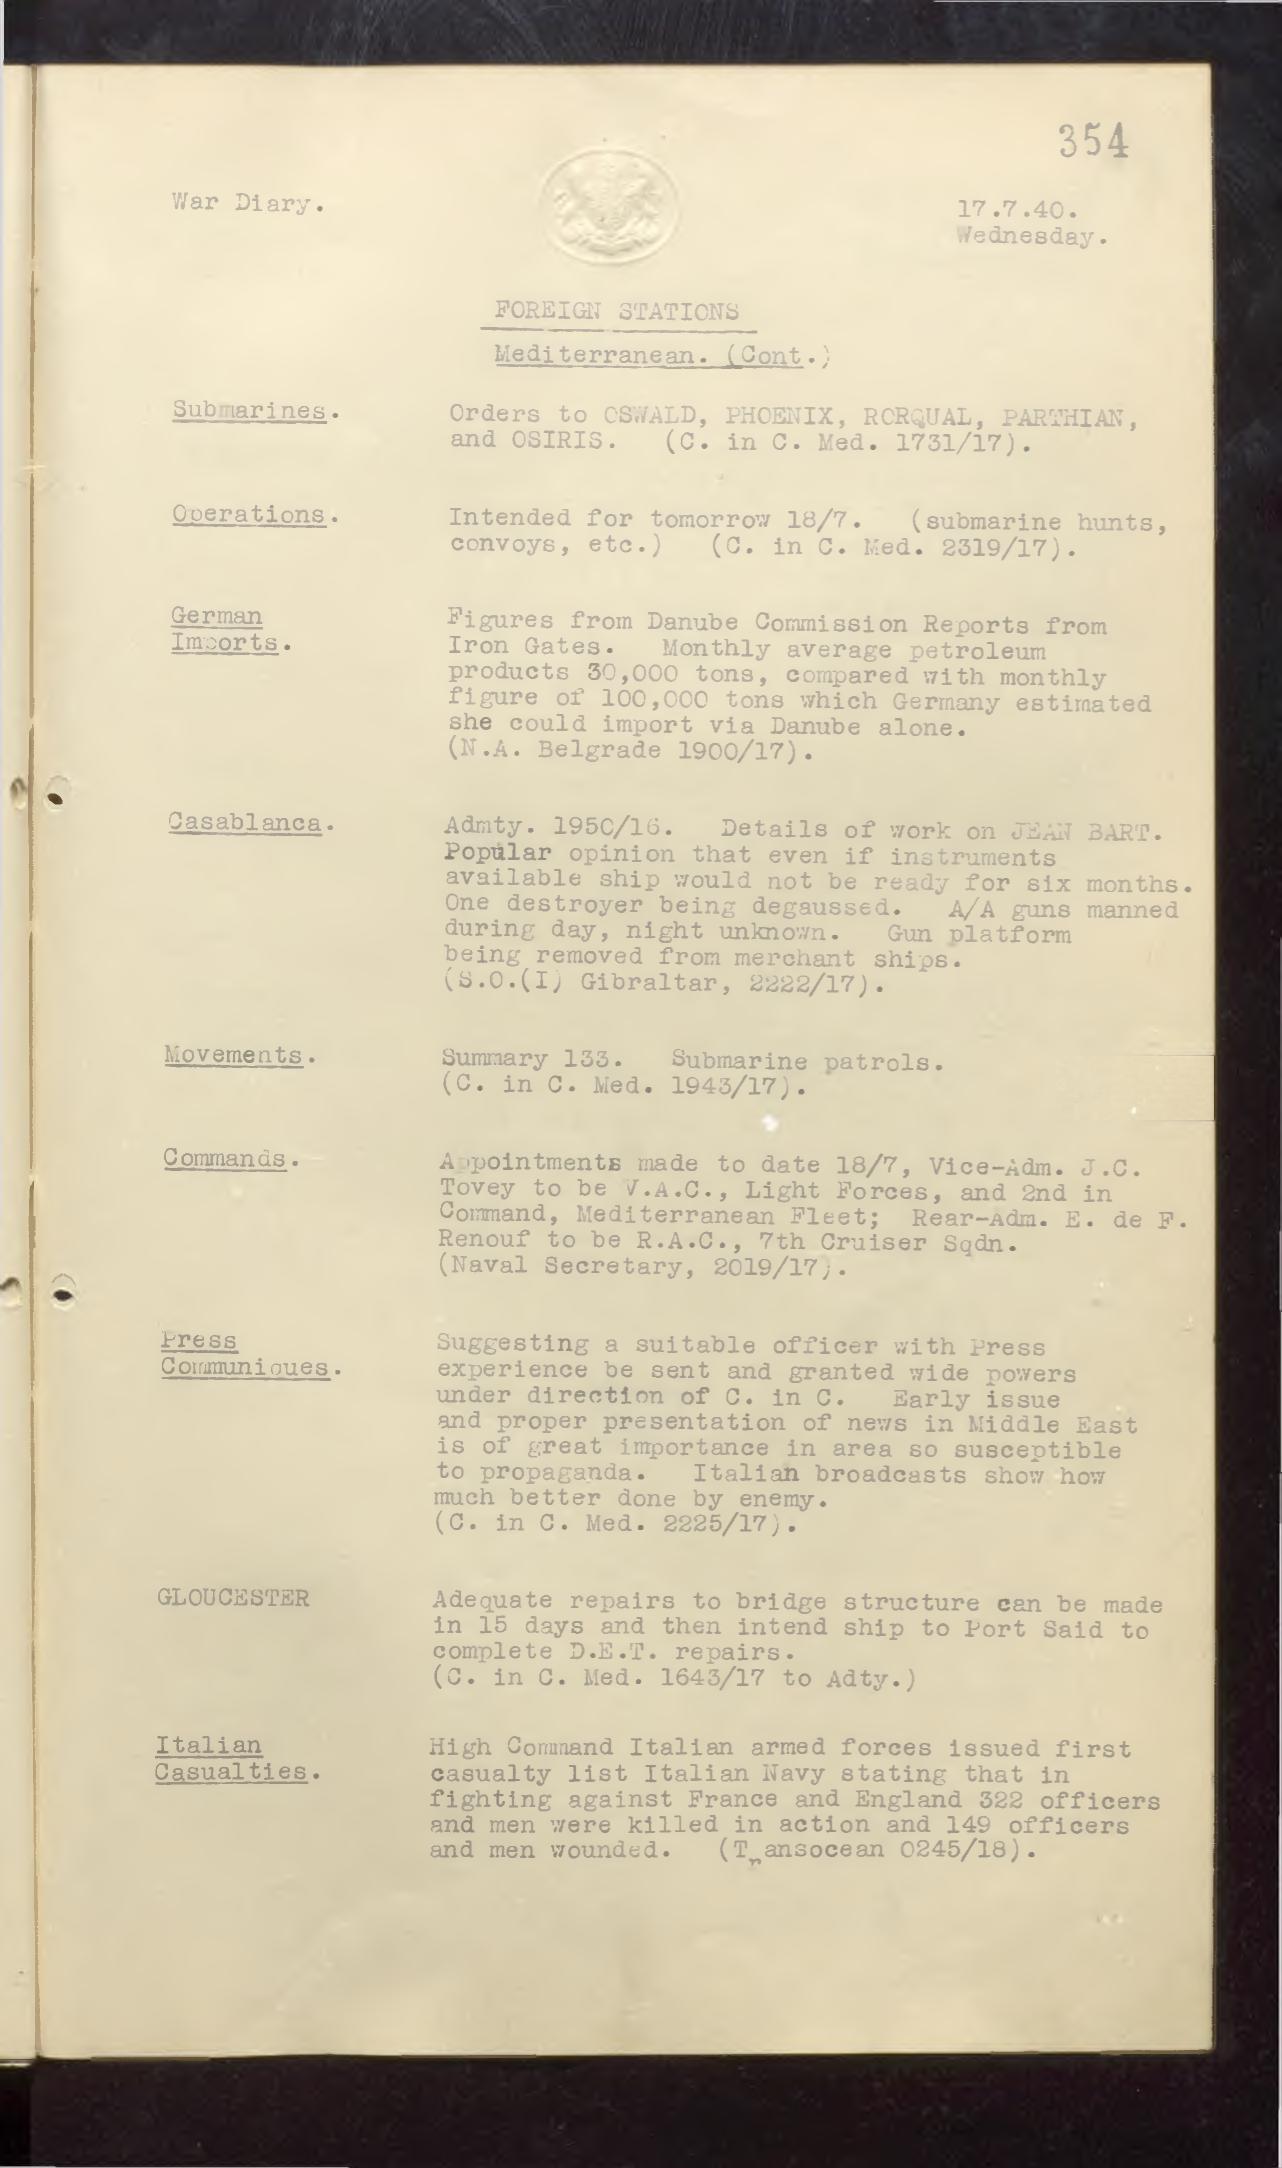 354
War Diary.
17.7.40.
Wednesday.
FOREIGN STATIONS
Mediterranean. (Cont.)
Submarines.
Orders to OSWALD, PHOENIX, RORQUAL, PARTHIAN,
and OSIRIS. (C. in C. Med. 1731/17).
Operations.
Intended for tomorrow 18/7. (submarine hunts,
convoys, etc.) (C. in C. Med. 2319/17).
German
Imports.
Figures from Danube Commission Reports from
Iron Gates. Monthly average petroleum
products 30,000 tons, compared with monthly
figure of 100,000 tons which Germany estimated
she could import via Danube alone.
(N.A. Belgrade 1900/17).
Casablanca.
Admty. 1950/16. Details of work on JEAN BART.
Popular opinion that even if instruments
available ship would not be ready for six months.
One destroyer being degaussed. A/A guns manned
during day, night unknown. Gun platform
being removed from merchant ships.
(S.O.(I) Gibraltar, 2222/17).
Movements.
Summary 133. Submarine patrols.
(C. in C. Med. 1943/17).
Commands.
Appointments made to date 18/7, Vice-Adm. J.C.
Tovey to be V.A.C., Light Forces, and 2nd in
Command, Mediterranean Fleet; Rear-Adm. E. de F.
Renouf to be R.A.C., 7th Cruiser Sqdn.
(Naval Secretary, 2019/17).
Press
Communiques.
Suggesting a suitable officer with Press
experience be sent and granted wide powers
under direction of C. in C. Early issue
and proper presentation of news in Middle East
is of great importance in area so susceptible
to propaganda. Italian broadcasts show how
much better done by enemy.
(C. in C. Med. 2225/17).
GLOUCESTER
Adequate repairs to bridge structure can be made
in 15 days and then intend ship to Port Said to
complete D.E.T. repairs.
(C. in C. Med. 1643/17 to Adty.)
Italian
Casualties.
High Command Italian armed forces issued first
casualty list Italian Navy stating that in
fighting against France and England 322 officers
and men were killed in action and 149 officers
and men wounded. (Transocean 0245/18).